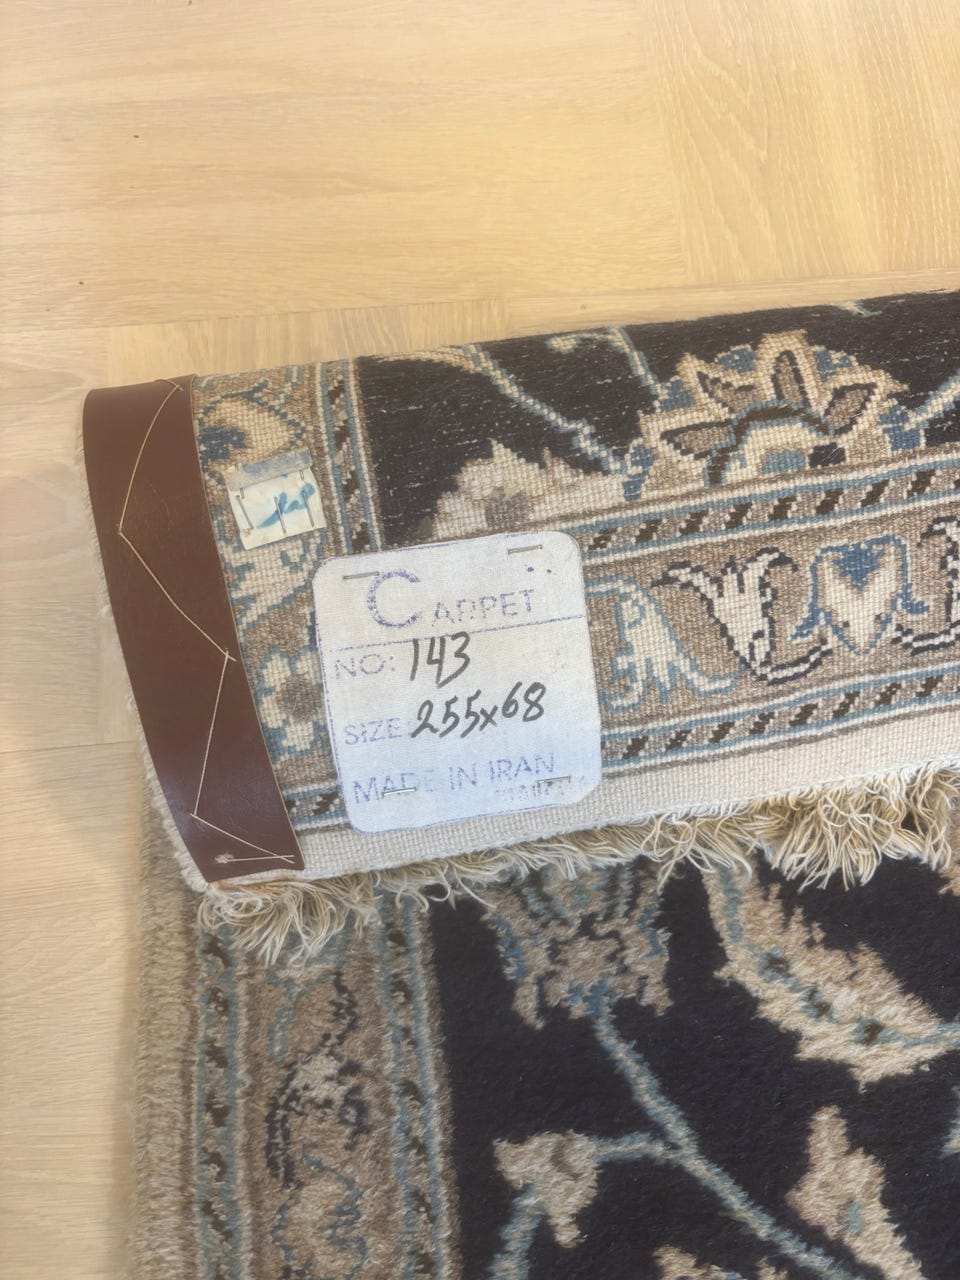 CARPET
NO: 143
SIZE 255x68
MADE IN IRAN